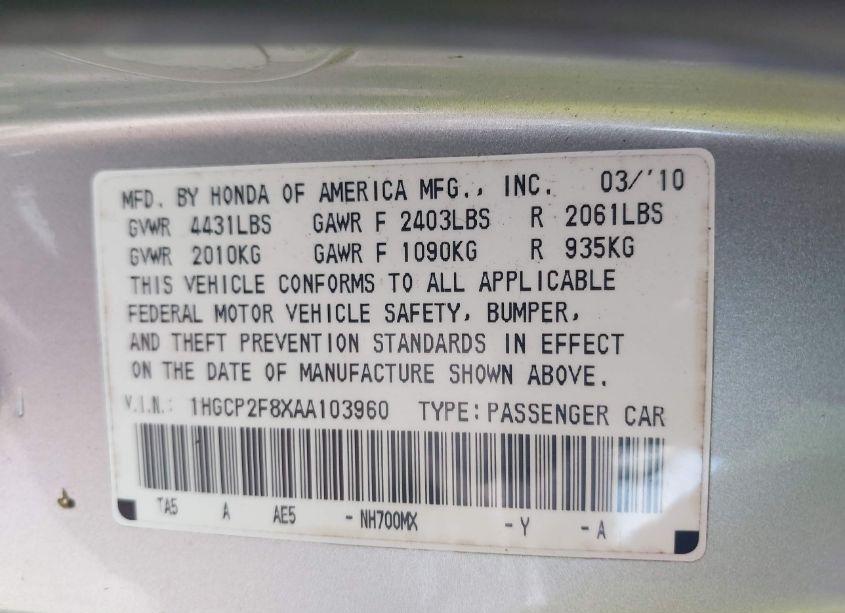 MFD. BY HONDA OF AMERICA MFG., INC. 03/'10
GVWR 4431LBS GAWR F 2403LBS R 2061LBS
GVWR 2010KG GAWR F 1090KG R 935KG
THIS VEHICLE CONFORMS TO ALL APPLICABLE
FEDERAL MOTOR VEHICLE SAFETY, BUMPER,
AND THEFT PREVENTION STANDARDS IN EFFECT
ON THE DATE OF MANUFACTURE SHOWN ABOVE.
V.I.N.: 1HGCP2F8XAA103960 TYPE: PASSENGER CAR
TA5 A AE5 - NH700MX - Y - A